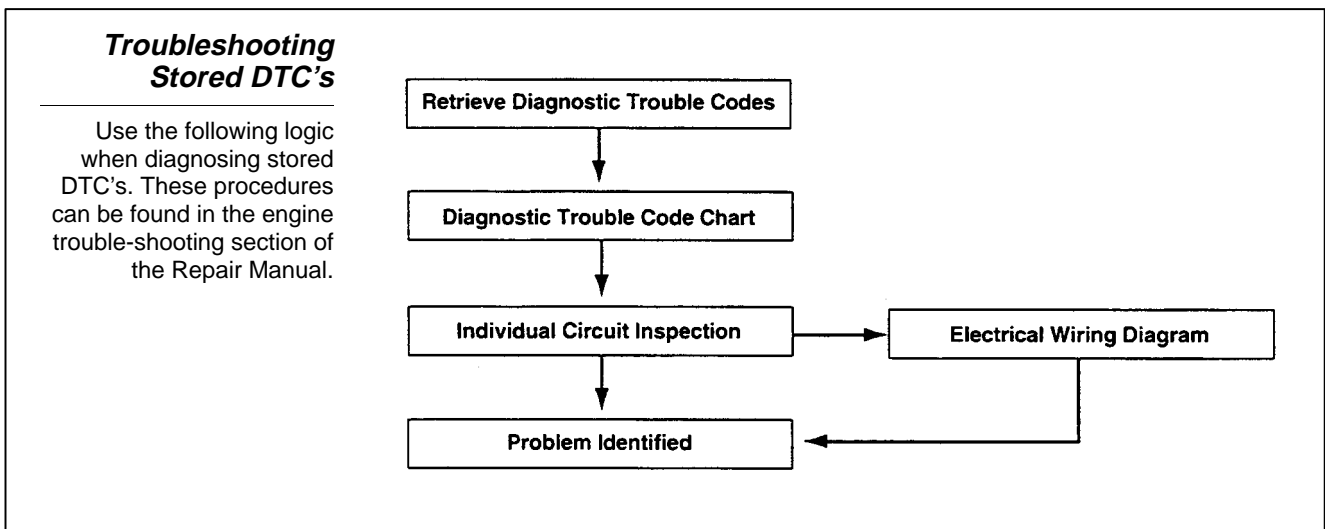 Troubleshooting
Stored DTC's
Use the following logic
when diagnosing stored
DTC's. These procedures
can be found in the engine
trouble-shooting section of
the Repair Manual.
Retrieve Diagnostic Trouble Codes
Diagnostic Trouble Code Chart
Individual Circuit Inspection
Electrical Wiring Diagram
Problem Identified